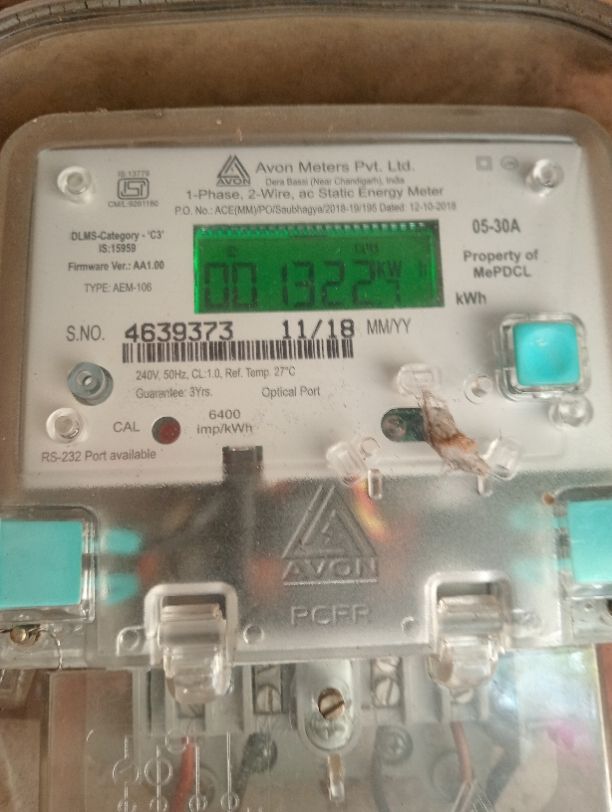 IS:13779
ISI
CM/L-9291180
AVON
Avon Meters Pvt. Ltd.
Dera Bassi (Near Chandigarh), India
1-Phase, 2-Wire, ac Static Energy Meter
P.O. No.: ACE(MM)/PO/Saubhagya/2018-19/195 Dated: 12-10-2018
DLMS-Category - 'C3'
IS:15959
Firmware Ver.: AA1.00
TYPE: AEM-106
KW h
05-30A
Property of
MePDCL
kWh
S.NO. 4639373 11/18 MM/YY
240V, 50Hz, CL:1.0, Ref. Temp. 27°C
Guarantee: 3Yrs. Optical Port
CAL
6400
imp/kWh
RS-232 Port available
AVON